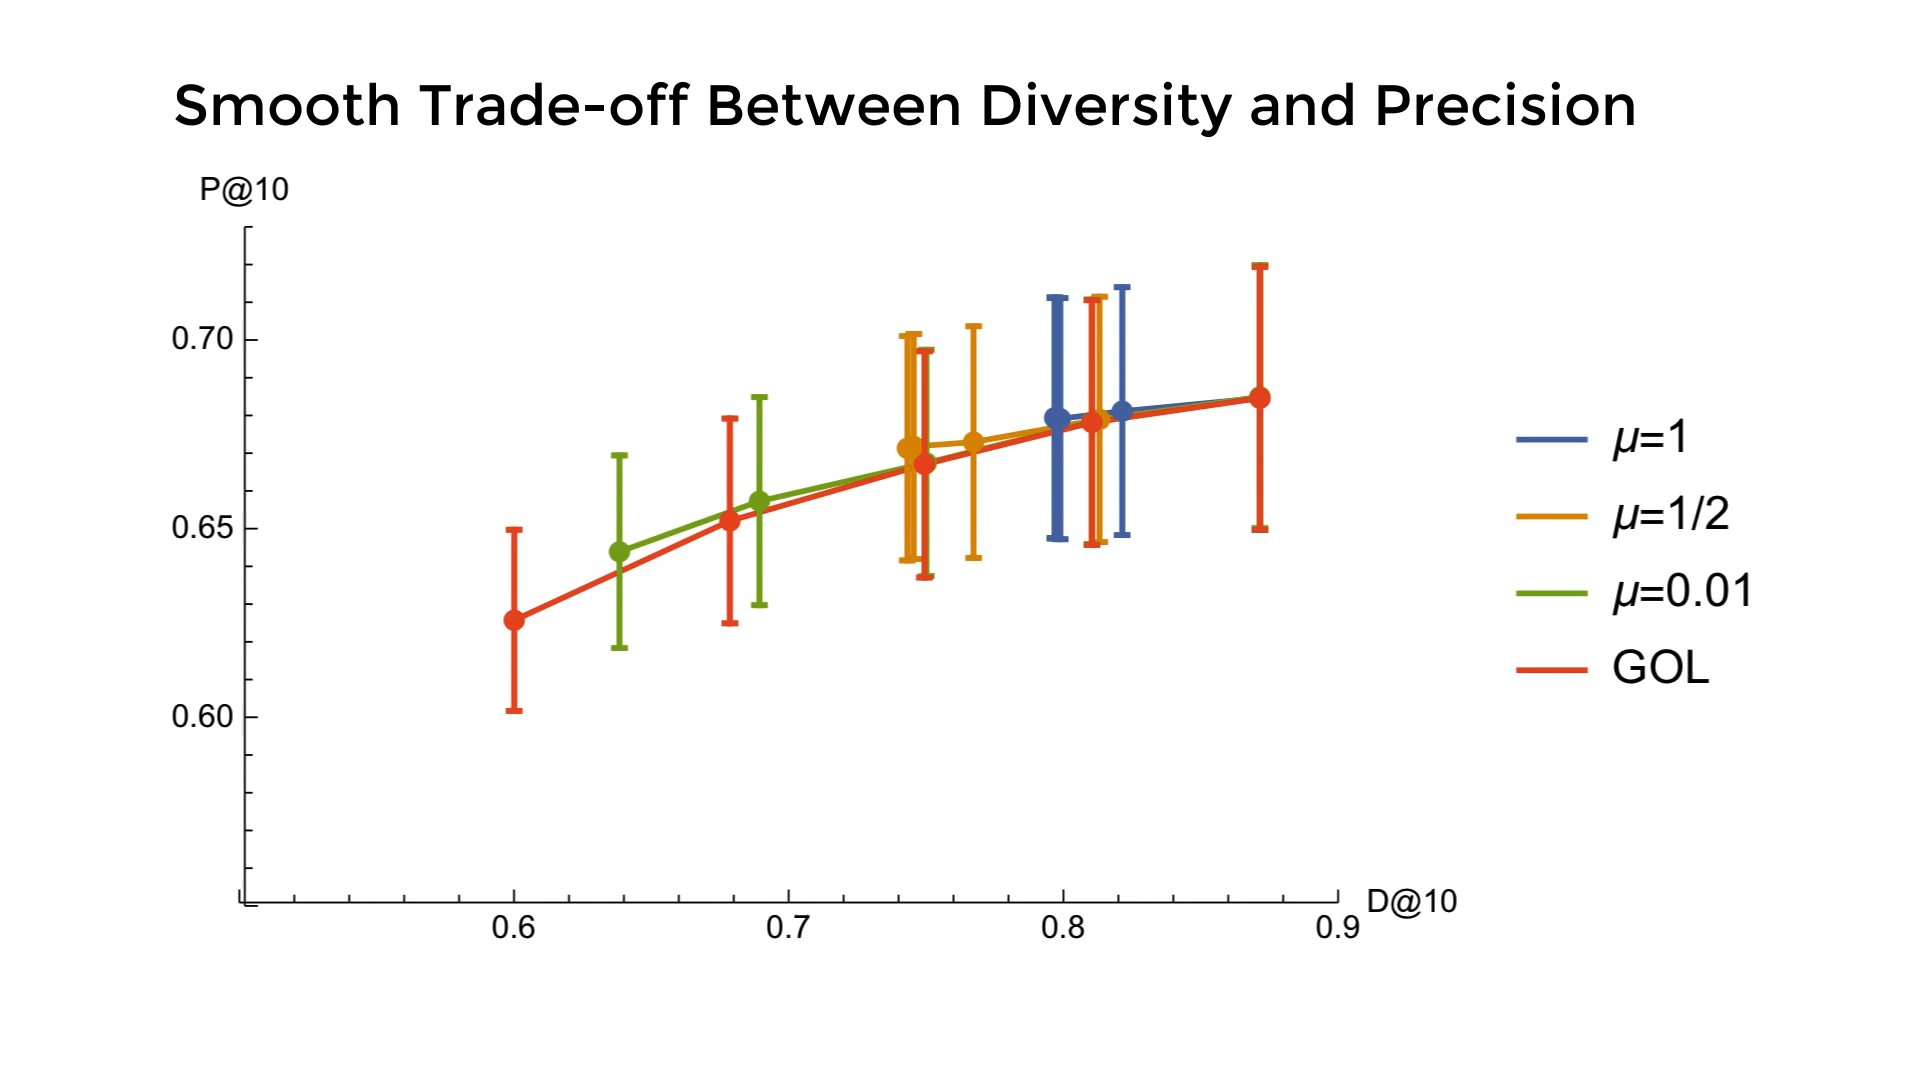 Smooth Trade-off Between Diversity and Precision
P@10
0.70
0.65
0.60
0.6
0.7
0.8
0.9
D@10
μ=1
μ=1/2
μ=0.01
GOL